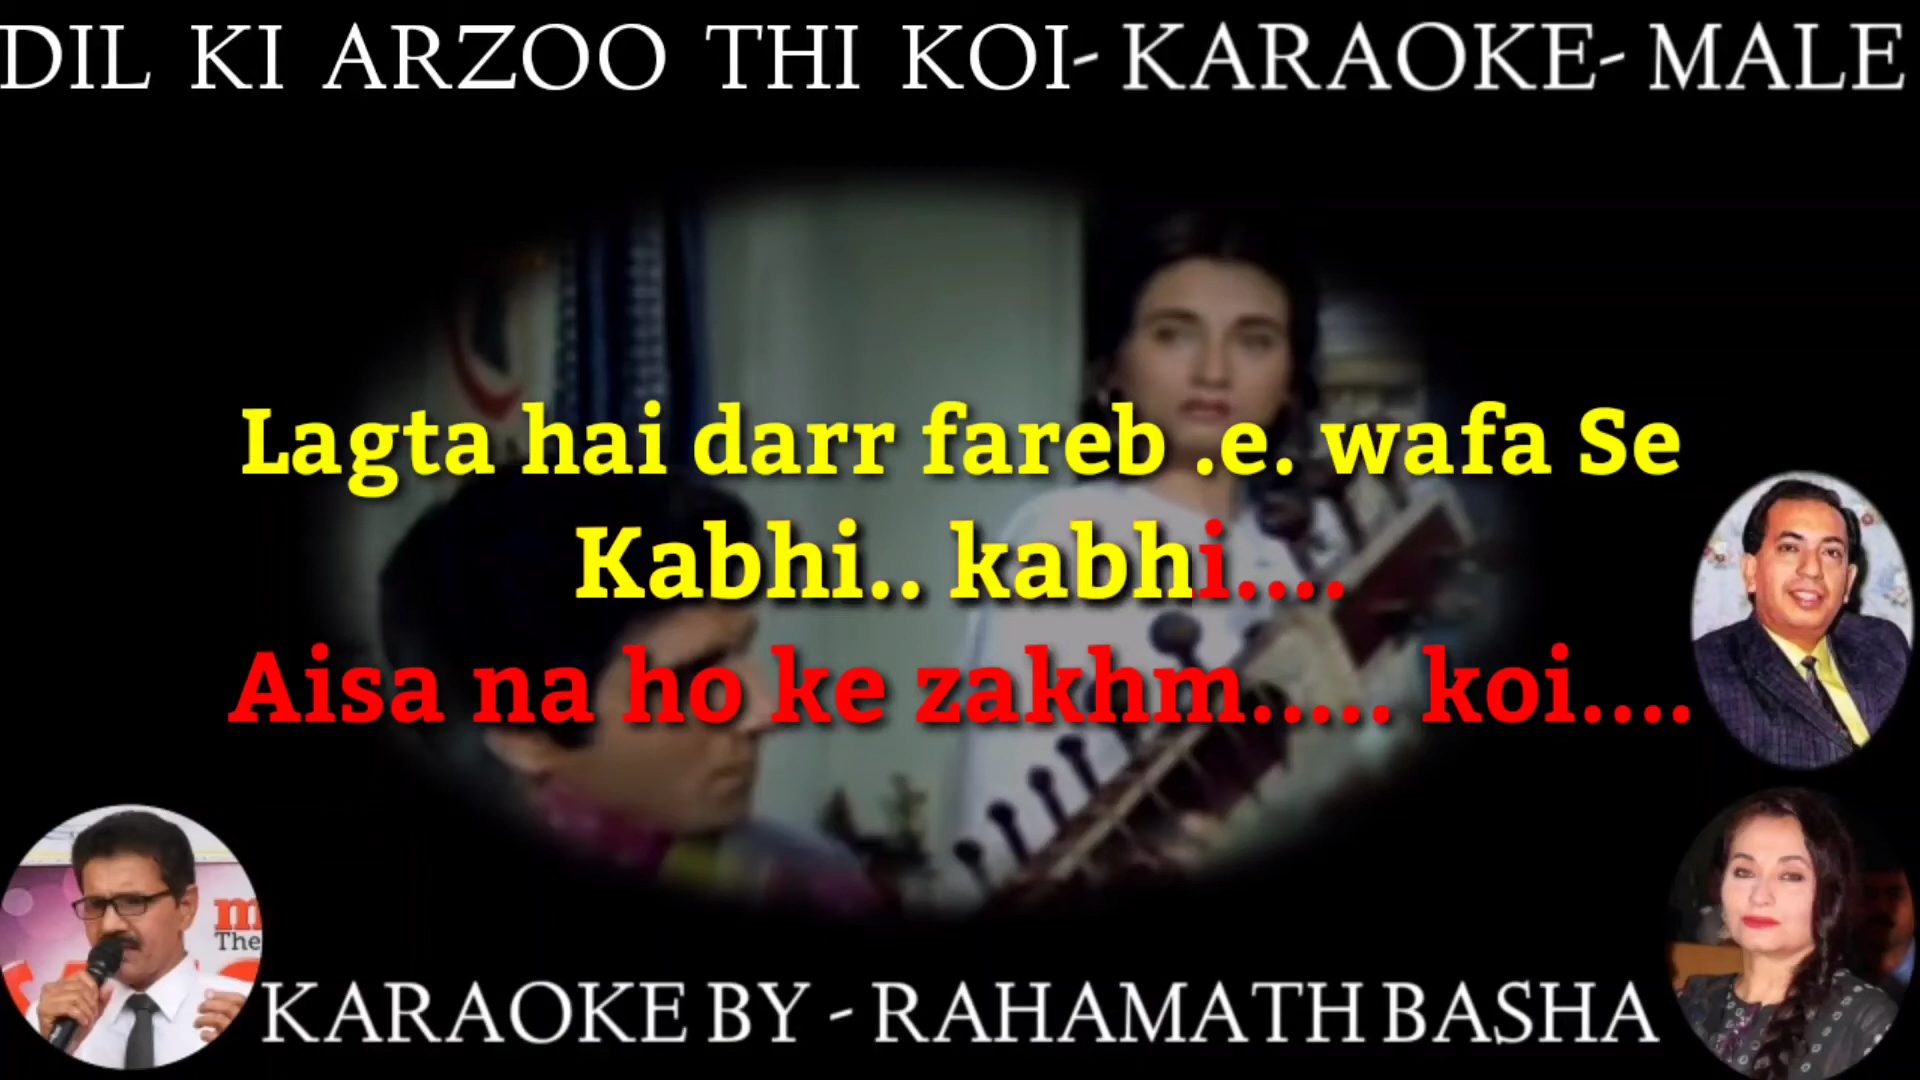 DIL KI ARZOO THI KOI- KARAOKE- MALE
Lagta hai darr fareb .e. wafa Se
Kabhi.. kabhi....
Aisa na ho ke zakhm..... koi....
m
The
KARAOKE BY - RAHAMATH BASHA